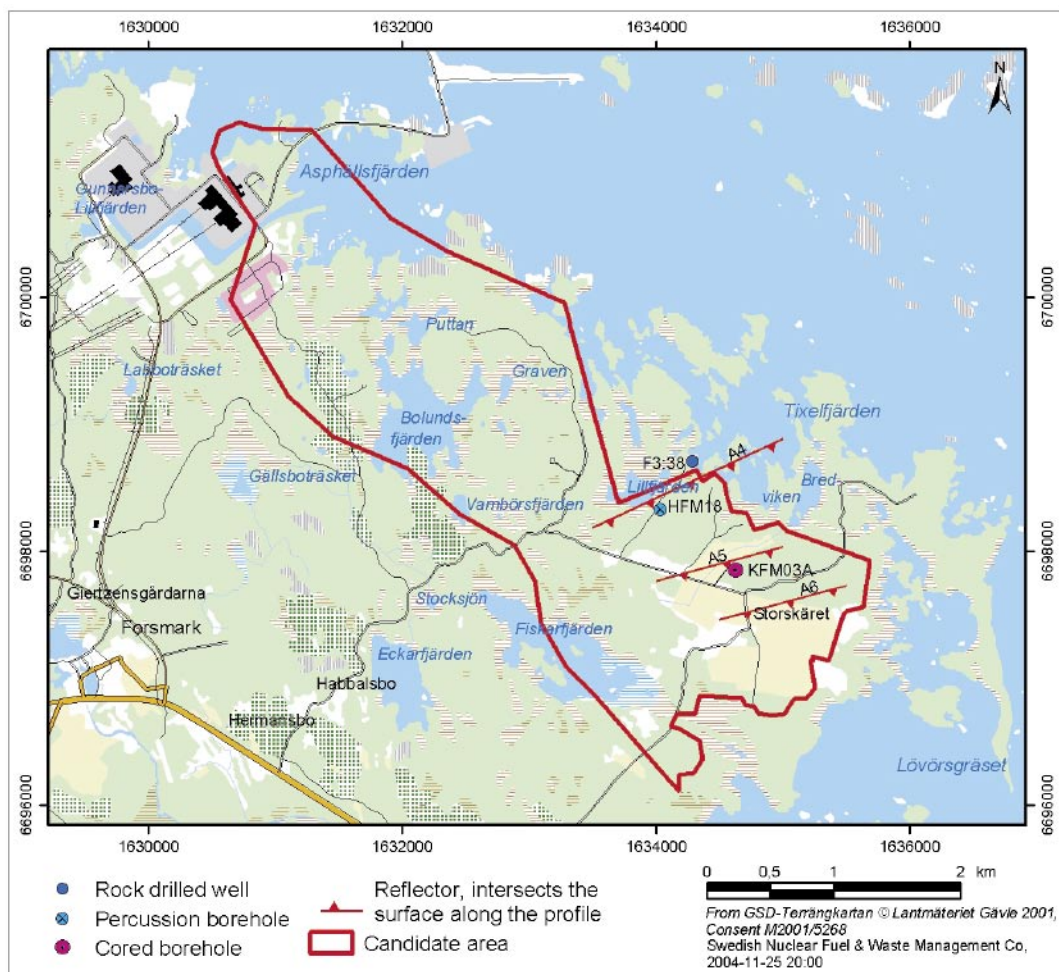 1630000 1632000 1634000 1636000
N
Asphällsfjärden
Gunnarsbo-
Lillfjärden
6700000 6700000
Puttan
Labboträsket
Graven
Bolunds-
fjärden
Tixelfjärden
Gällsboträsket
F3:38
A4
Lillfjärden
Bred-
viken
Vambörsfjärden
HFM18
6698000 6698000
A5
KFM03A
A6
Giertzensgårdarna
Stocksjön
Storskäret
Forsmark
Fiskarfjärden
Eckarfjärden
Habbalsbo
Hermansbo
Lövörsgräset
6696000 6696000
1630000 1632000 1634000 1636000
Rock drilled well
Percussion borehole
Cored borehole
Reflector, intersects the
surface along the profile
Candidate area
0 0,5 1 2 km
From GSD-Terrängkartan © Lantmäteriet Gävle 2001,
Consent M2001/5268
Swedish Nuclear Fuel & Waste Management Co,
2004-11-25 20:00